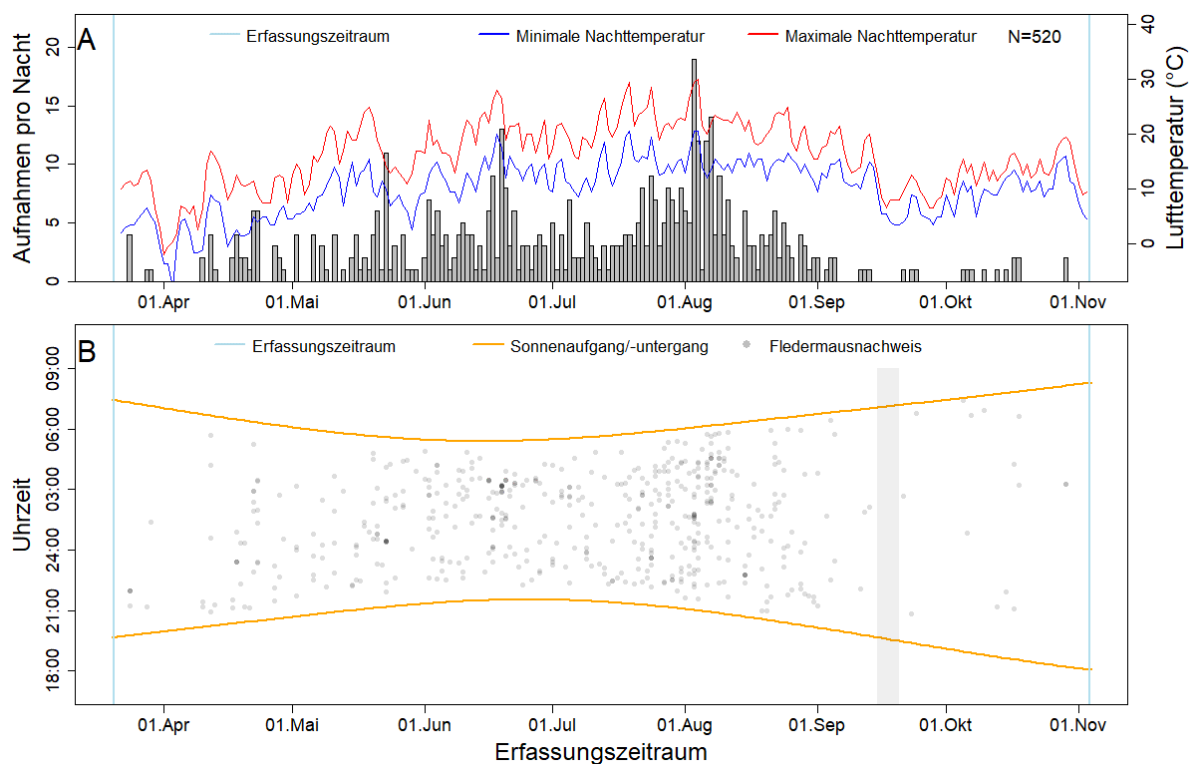 A
Erfassungszeitraum
Minimale Nachttemperatur
Maximale Nachttemperatur
N=520
Aufnahmen pro Nacht
20
15
10
5
0
Lufttemperatur (°C)
40
30
20
10
0
01.Apr
01.Mai
01.Jun
01.Jul
01.Aug
01.Sep
01.Okt
01.Nov
B
Erfassungszeitraum
Sonnenaufgang/-untergang
Fledermausnachweis
Uhrzeit
09:00
06:00
03:00
24:00
21:00
18:00
01.Apr
01.Mai
01.Jun
01.Jul
01.Aug
01.Sep
01.Okt
01.Nov
Erfassungszeitraum